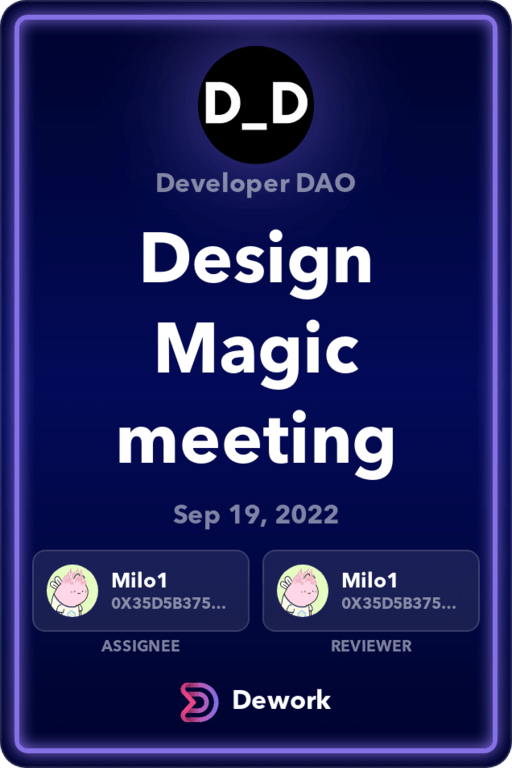 D_D
Developer DAO
Design
Magic
meeting
Sep 19, 2022
Milo1
0X35D5B375...
ASSIGNEE
Milo1
0X35D5B375...
REVIEWER
Dework